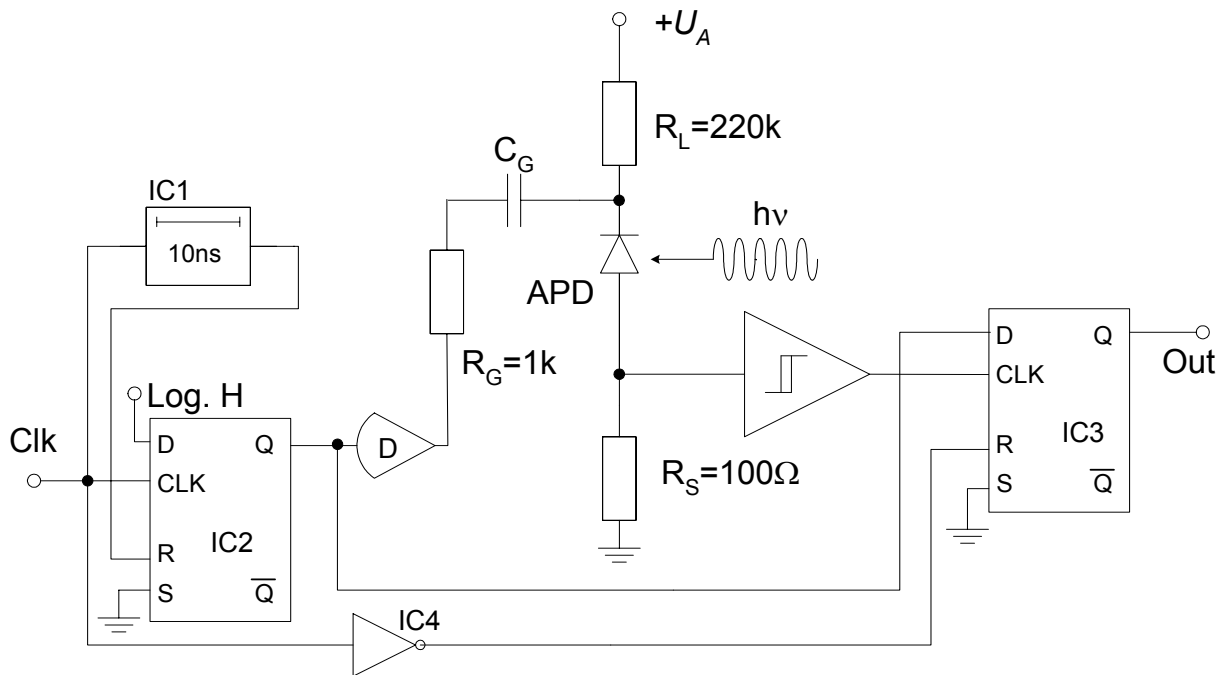 +U_A
R_L=220k
C_G
IC1
10ns
hν
APD
R_G=1k
D
Q
CLK
Out
Log. H
Clk
D
Q
D
CLK
R
IC3
S
Q̅
R_S=100Ω
R
IC2
S
Q̅
IC4